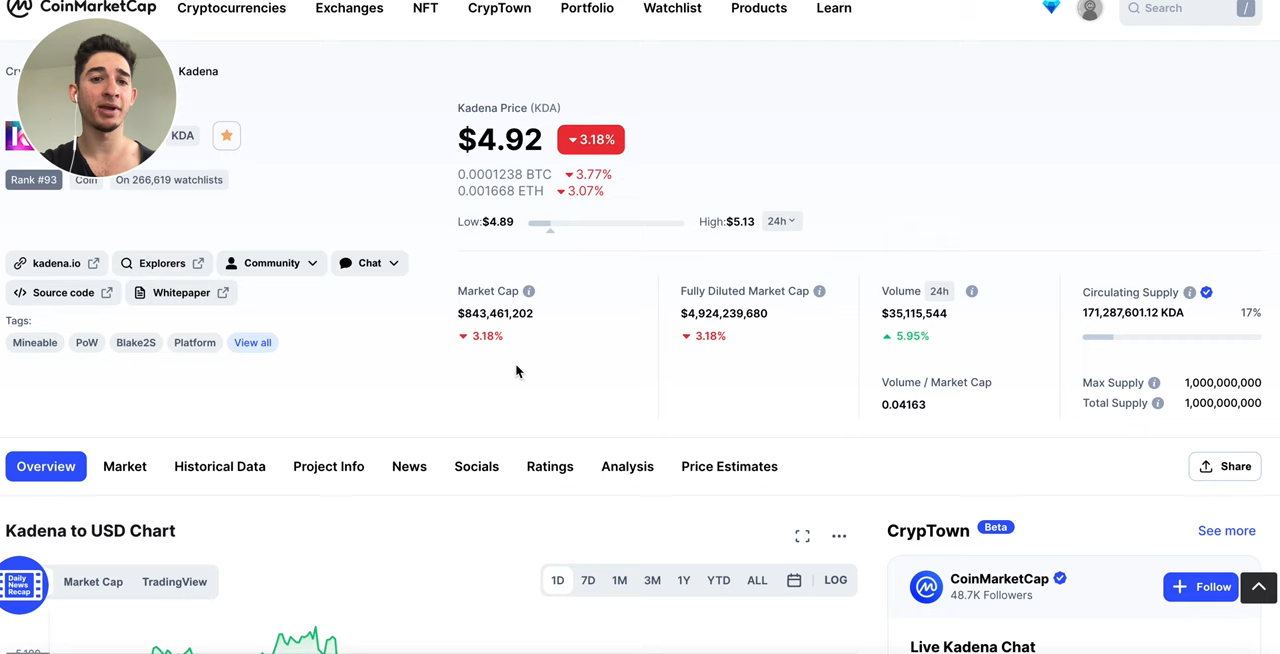 CoinMarketCap
Cryptocurrencies Exchanges NFT CrypTown Portfolio Watchlist Products Learn
Search /
Kadena
KDA
Rank #93 Coin On 266,619 watchlists
kadena.io Explorers Community Chat
Source code Whitepaper
Tags:
Mineable PoW Blake2S Platform View all
Kadena Price (KDA)
$4.92 3.18%
0.0001238 BTC 3.77%
0.001668 ETH 3.07%
Low:$4.89 High:$5.13 24h
Market Cap
$843,461,202
3.18%
Fully Diluted Market Cap
$4,924,239,680
3.18%
Volume 24h
$35,115,544
5.95%
Volume / Market Cap
0.04163
Circulating Supply
171,287,601.12 KDA 17%
Max Supply 1,000,000,000
Total Supply 1,000,000,000
Overview Market Historical Data Project Info News Socials Ratings Analysis Price Estimates
Share
Kadena to USD Chart
Daily
News
Recap
Market Cap TradingView
1D 7D 1M 3M 1Y YTD ALL LOG
CrypTown Beta See more
CoinMarketCap
48.7K Followers
+ Follow
Live Kadena Chat